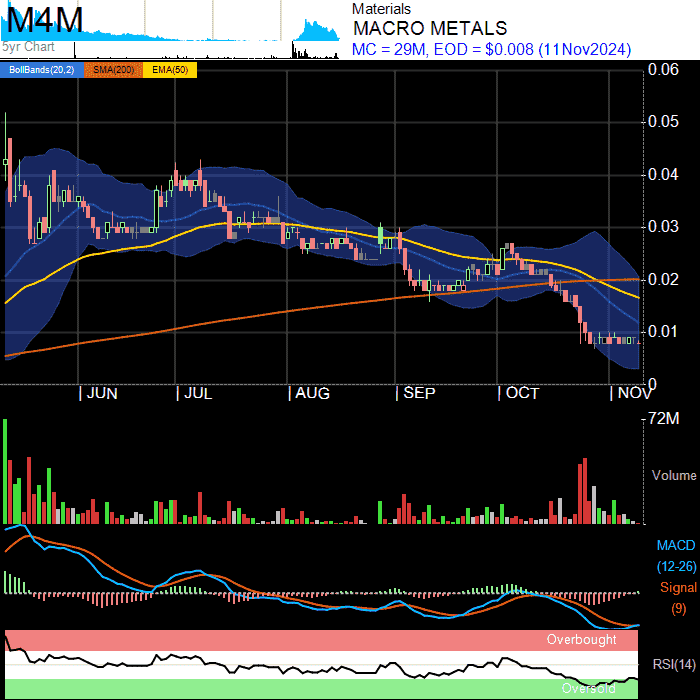 M4M
5yr Chart
Materials
MACRO METALS
MC = 29M, EOD = $0.008 (11Nov2024)
BollBands(20,2) SMA(200) EMA(50)
0.06
0.05
0.04
0.03
0.02
0.01
0
JUN JUL AUG SEP OCT NOV
72M
Volume
MACD
(12-26)
Signal
(9)
Overbought
RSI(14)
Oversold